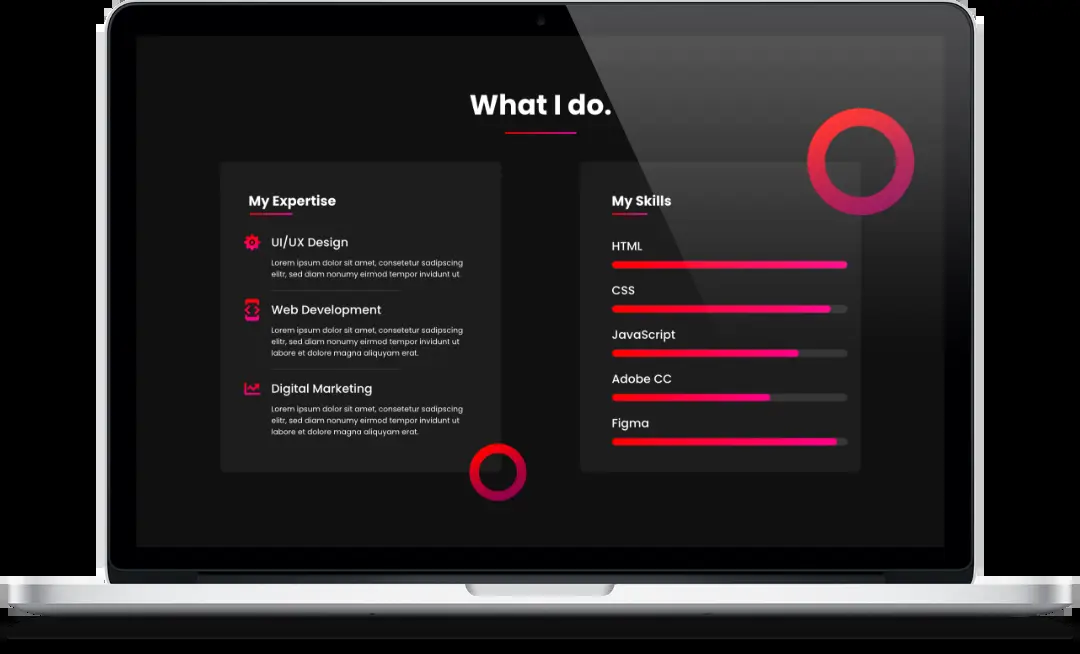 What I do.
My Expertise
UI/UX Design
Lorem ipsum dolor sit amet, consetetur sadipscing
elitr, sed diam nonumy eirmod tempor invidunt ut
Web Development
Lorem ipsum dolor sit amet, consetetur sadipscing
elitr, sed diam nonumy eirmod tempor invidunt ut
labore et dolore magna aliquyam erat.
Digital Marketing
Lorem ipsum dolor sit amet, consetetur sadipscing
elitr, sed diam nonumy eirmod tempor invidunt ut
labore et dolore magna aliquyam erat.
My Skills
HTML
CSS
JavaScript
Adobe CC
Figma